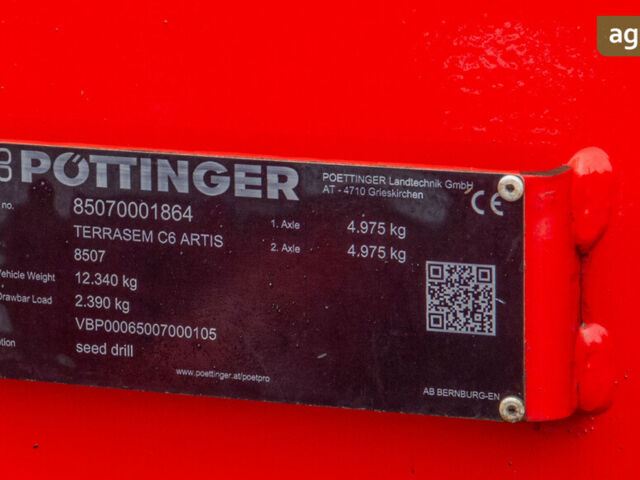 ag
PÖTTINGER
POETTINGER Landtechnik GmbH
AT - 4710 Grieskirchen
CE
no. 85070001864 1. Axle 4.975 kg
TERRASEM C6 ARTIS 2. Axle 4.975 kg
8507
Vehicle Weight 12.340 kg
Drawbar Load 2.390 kg
VBP00065007000105
seed drill
www.poettinger.at/poetpro
AB BERNBURG-EN